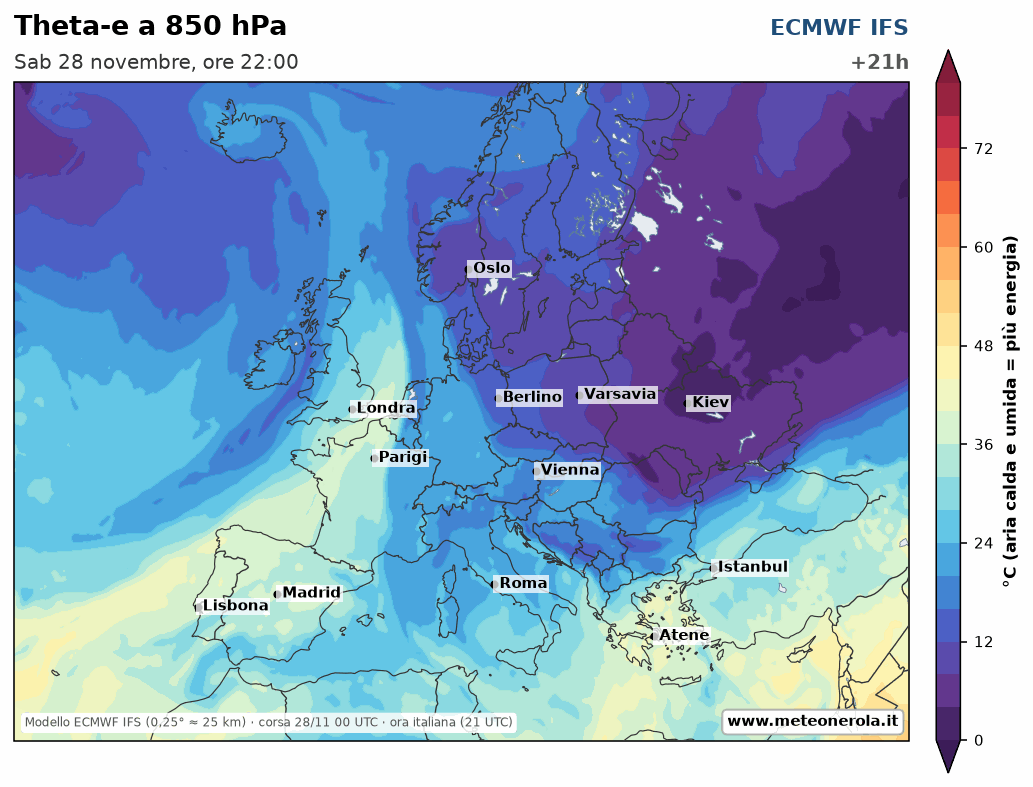 Theta-e a 850 hPa
ECMWF IFS
Sab 28 novembre, ore 22:00
+21h
72
60
48
36
24
12
0
°C (aria calda e umida = più energia)
Oslo
Berlino
Varsavia
Kiev
Londra
Parigi
Vienna
Istanbul
Roma
Madrid
Lisbona
Atene
Modello ECMWF IFS (0,25° ≈ 25 km) · corsa 28/11 00 UTC · ora italiana (21 UTC)
www.meteonerola.it